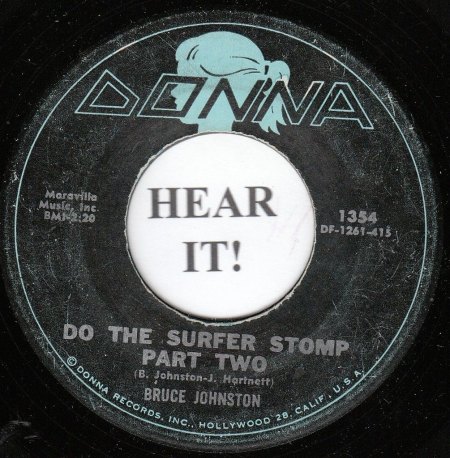 DONNA
Maravilla
Music, Inc.
BMI-2:20
HEAR
IT!
1354
DF-1261-415
DO THE SURFER STOMP
PART TWO
(B. Johnston-J. Hartnett)
BRUCE JOHNSTON
© DONNA RECORDS, INC., HOLLYWOOD 28, CALIF., U.S.A.